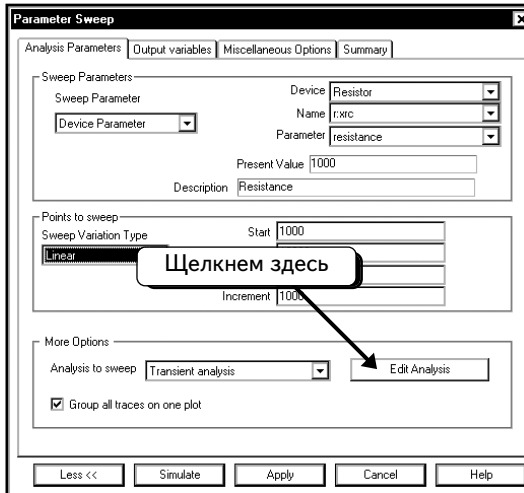 Parameter Sweep
Analysis Parameters Output variables Miscellaneous Options Summary
Sweep Parameters
Sweep Parameter
Device Parameter
Device Resistor
Name r:xrc
Parameter resistance
Present Value 1000
Description Resistance
Points to sweep
Sweep Variation Type
Linear
Start 1000
Щелкнем здесь
Increment 1000
More Options
Analysis to sweep Transient analysis
Edit Analysis
Group all traces on one plot
Less << Simulate Apply Cancel Help